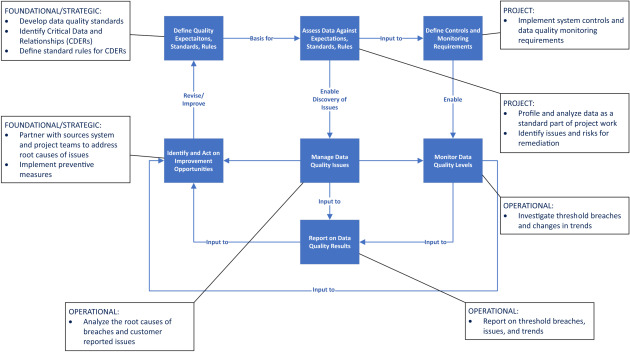 FOUNDATIONAL/STRATEGIC:
• Develop data quality standards
• Identify Critical Data and
Relationships (CDERs)
• Define standard rules for CDERs
Define Quality
Expectaitons,
Standards, Rules
Basis for
Assess Data Against
Expectations,
Standards, Rules
Input to
Define Controls and
Monitoring
Requirements
PROJECT:
• Implement system controls and
data quality monitoring
requirements
Revise/
Improve
Enable
Discovery of
Issues
Enable
PROJECT:
• Profile and analyze data as a
standard part of project work
• Identify issues and risks for
remediation
FOUNDATIONAL/STRATEGIC:
• Partner with sources system
and project teams to address
root causes of issues
• Implement preventive
measures
Identify and Act on
Improvement
Opportunities
Manage Data
Quality Issues
Monitor Data
Quality Levels
Input to
OPERATIONAL:
• Investigate threshold breaches
and changes in trends
Input to
Report on Data
Quality Results
Input to
Input to
OPERATIONAL:
• Analyze the root causes of
breaches and customer
reported issues
OPERATIONAL:
• Report on threshold breaches,
issues, and trends